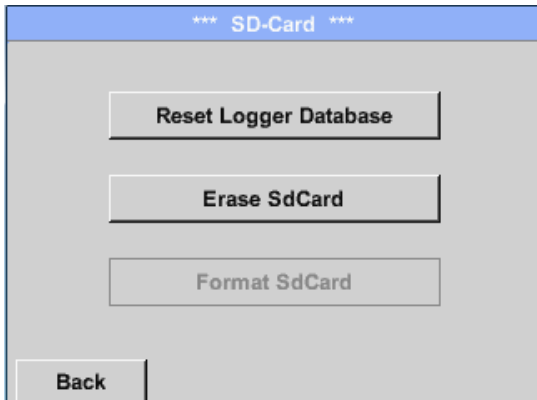 *** SD-Card ***
Reset Logger Database
Erase SdCard
Format SdCard
Back